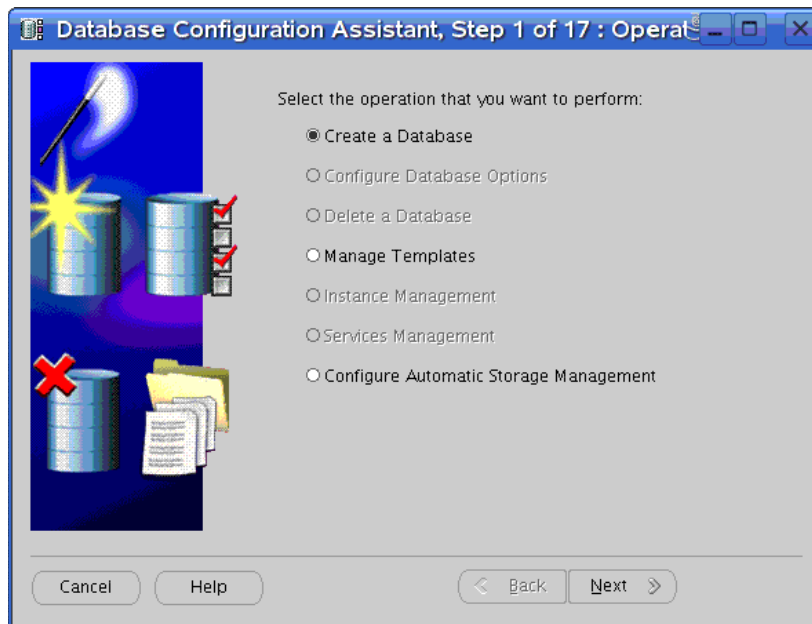 Database Configuration Assistant, Step 1 of 17 : Operat
Select the operation that you want to perform:
Create a Database
Configure Database Options
Delete a Database
Manage Templates
Instance Management
Services Management
Configure Automatic Storage Management
Cancel
Help
Back
Next